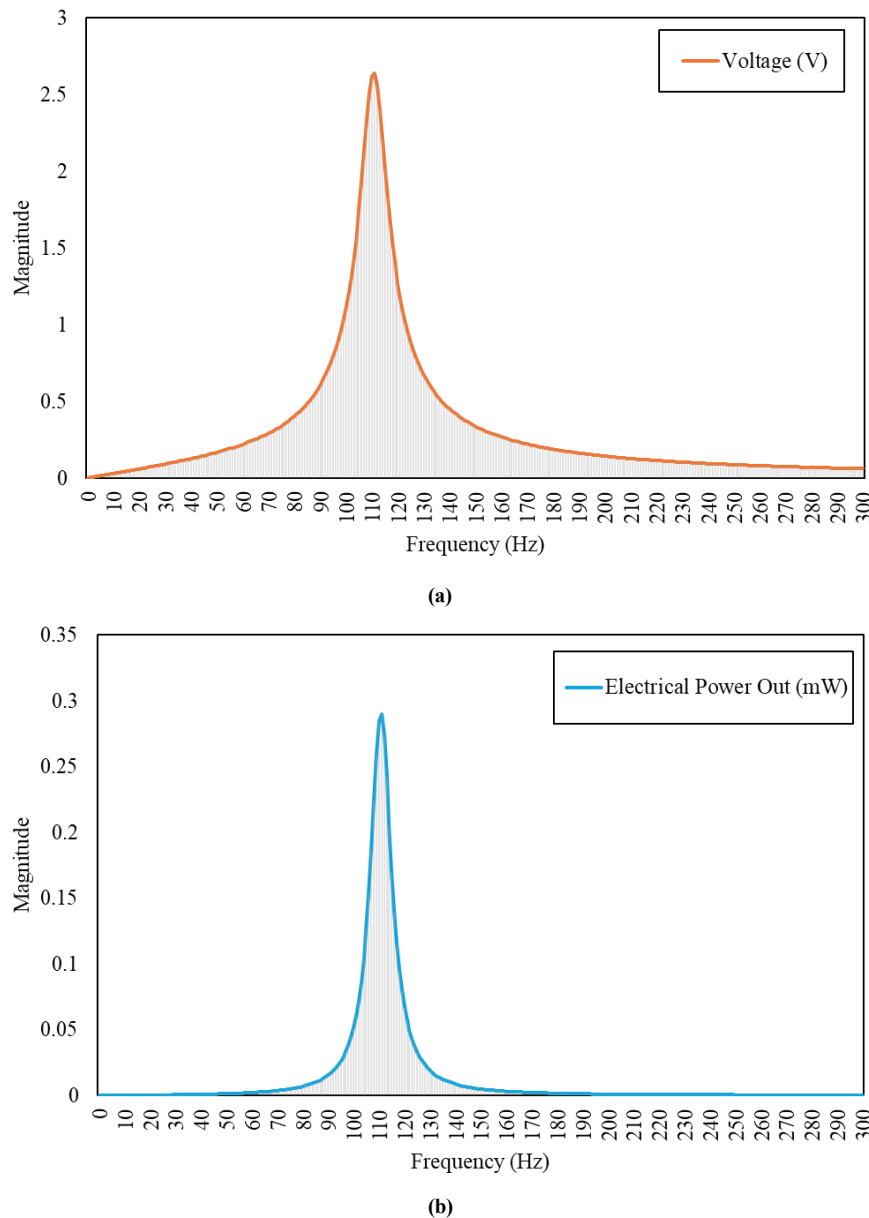 3
Voltage (V)
2.5
2
Magnitude
1.5
1
0.5
0
0 10 20 30 40 50 60 70 80 90 100 110 120 130 140 150 160 170 180 190 200 210 220 230 240 250 260 270 280 290 300
Frequency (Hz)
(a)
0.35
Electrical Power Out (mW)
0.3
0.25
0.2
Magnitude
0.15
0.1
0.05
0
0 10 20 30 40 50 60 70 80 90 100 110 120 130 140 150 160 170 180 190 200 210 220 230 240 250 260 270 280 290 300
Frequency (Hz)
(b)